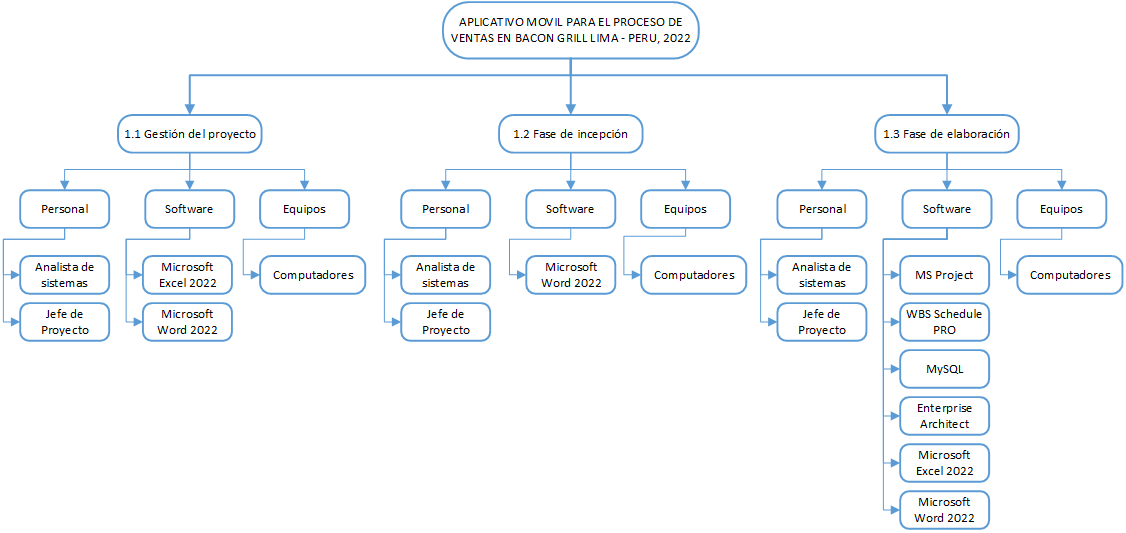 APLICATIVO MOVIL PARA EL PROCESO DE
VENTAS EN BACON GRILL LIMA - PERU, 2022
1.1 Gestión del proyecto
1.2 Fase de incepción
1.3 Fase de elaboración
Personal
Software
Equipos
Personal
Software
Equipos
Personal
Software
Equipos
Analista de
sistemas
Microsoft
Excel 2022
Computadores
Analista de
sistemas
Microsoft
Word 2022
Computadores
Analista de
sistemas
MS Project
Computadores
Jefe de
Proyecto
Microsoft
Word 2022
Jefe de
Proyecto
Jefe de
Proyecto
WBS Schedule
PRO
MySQL
Enterprise
Architect
Microsoft
Excel 2022
Microsoft
Word 2022